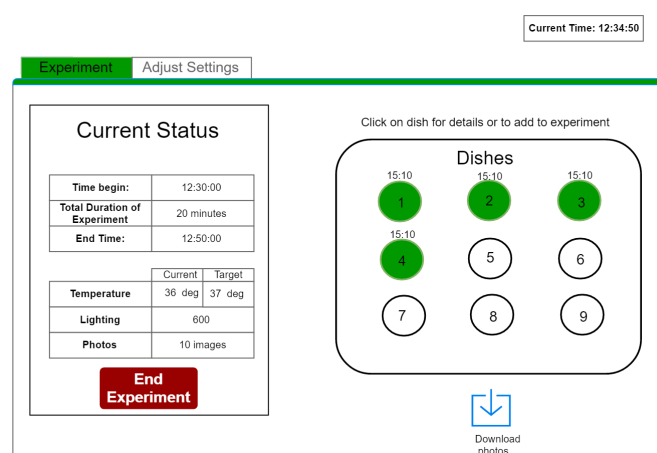 Current Time: 12:34:50
Experiment
Adjust Settings
Current Status
Time begin: 12:30:00
Total Duration of
Experiment
20 minutes
End Time: 12:50:00
Current Target
Temperature 36 deg 37 deg
Lighting 600
Photos 10 images
End
Experiment
Click on dish for details or to add to experiment
Dishes
15:10 15:10 15:10
1 2 3
15:10
4 5 6
7 8 9
Download
photos